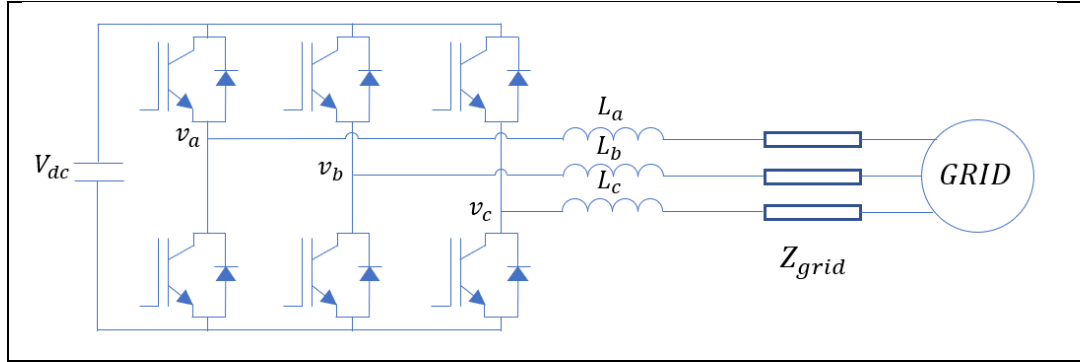 L_a
v_a
L_b
V_dc
v_b
GRID
L_c
v_c
Z_grid